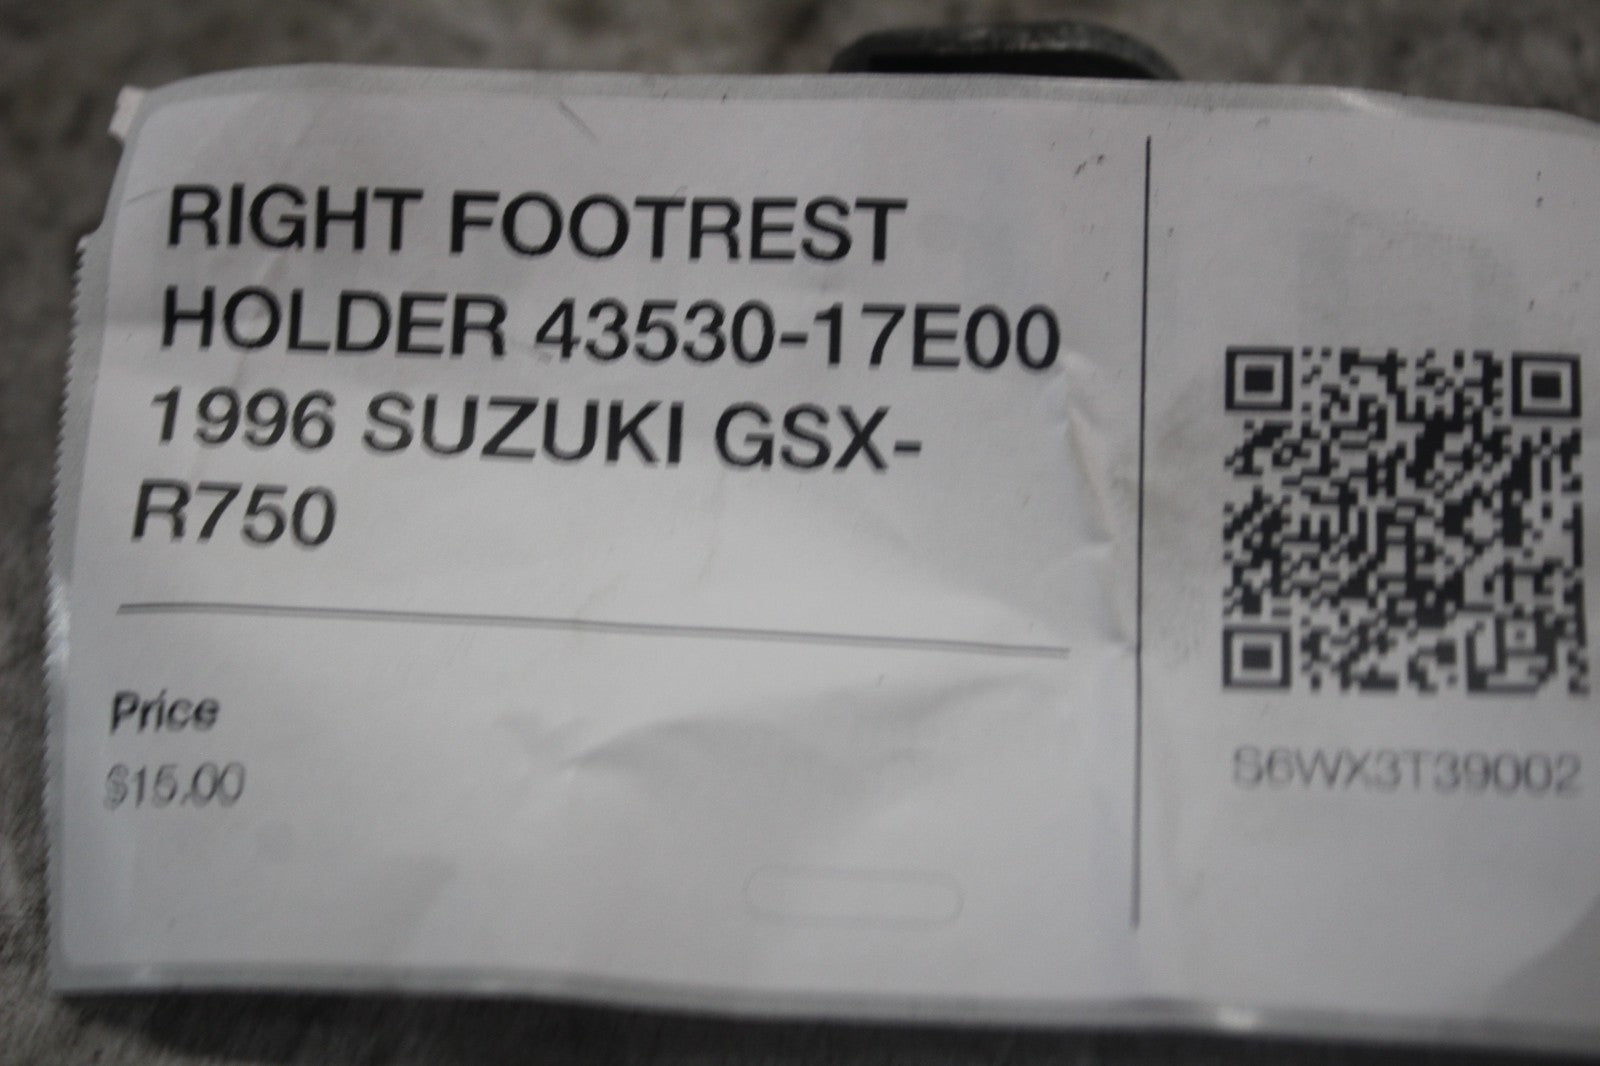 RIGHT FOOTREST
HOLDER 43530-17E00
1996 SUZUKI GSX-
R750
Price
$15.00
S6WX3T39002